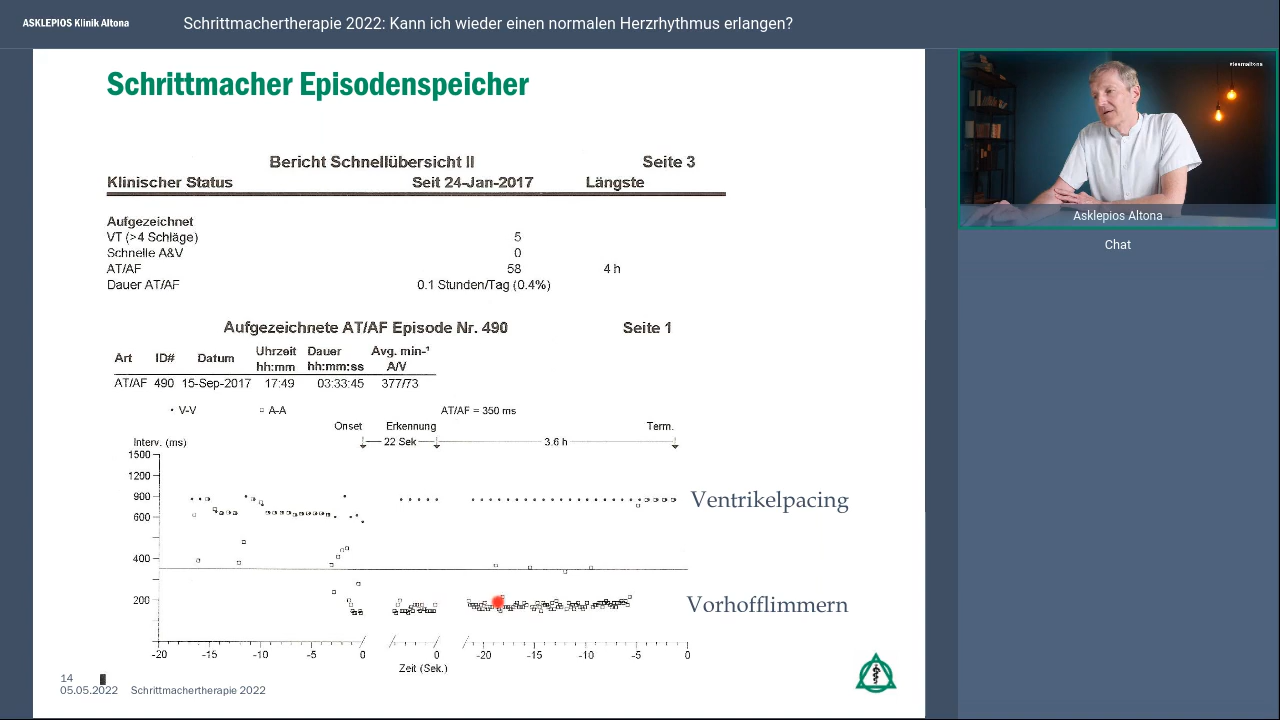 ASKLEPIOS Klinik Altona
Schrittmachertherapie 2022: Kann ich wieder einen normalen Herzrhythmus erlangen?
Schrittmacher Episodenspeicher
Bericht Schnellübersicht II Seite 3
Klinischer Status Seit 24-Jan-2017 Längste
Aufgezeichnet
VT (>4 Schläge) 5
Schnelle A&V 0
AT/AF 58 4 h
Dauer AT/AF 0.1 Stunden/Tag (0.4%)
Aufgezeichnete AT/AF Episode Nr. 490 Seite 1
Art ID# Datum Uhrzeit hh:mm Dauer hh:mm:ss Avg. min-¹ A/V
AT/AF 490 15-Sep-2017 17:49 03:33:45 377/73
V-V A-A AT/AF = 350 ms
Onset Erkennung Term.
22 Sek 3.6 h
Interv. (ms)
1500
1200
900
600
400
200
-20 -15 -10 -5 0 0 -20 -15 -10 -5 0
Zeit (Sek.)
Ventrikelpacing
Vorhofflimmern
14
05.05.2022 Schrittmachertherapie 2022
#teamaltona
Asklepios Altona
Chat